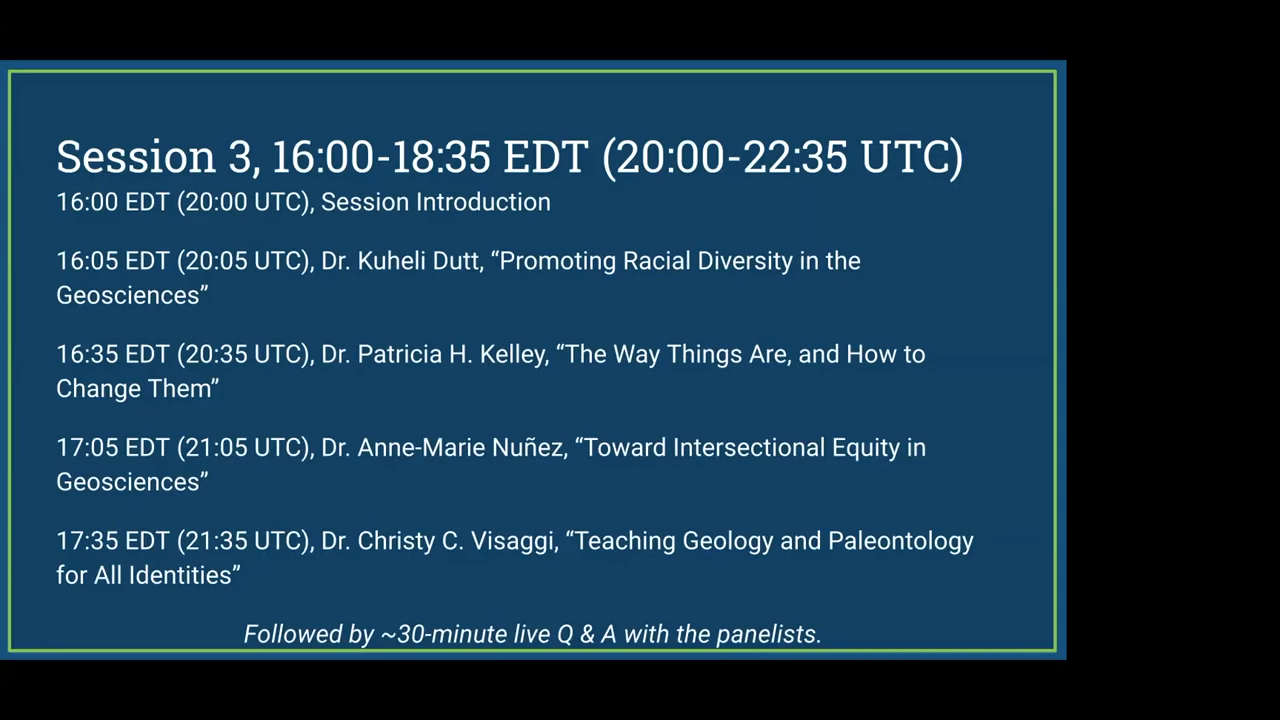 Session 3, 16:00-18:35 EDT (20:00-22:35 UTC)
16:00 EDT (20:00 UTC), Session Introduction
16:05 EDT (20:05 UTC), Dr. Kuheli Dutt, “Promoting Racial Diversity in the
Geosciences”
16:35 EDT (20:35 UTC), Dr. Patricia H. Kelley, “The Way Things Are, and How to
Change Them”
17:05 EDT (21:05 UTC), Dr. Anne-Marie Nuñez, “Toward Intersectional Equity in
Geosciences”
17:35 EDT (21:35 UTC), Dr. Christy C. Visaggi, “Teaching Geology and Paleontology
for All Identities”
Followed by ~30-minute live Q & A with the panelists.